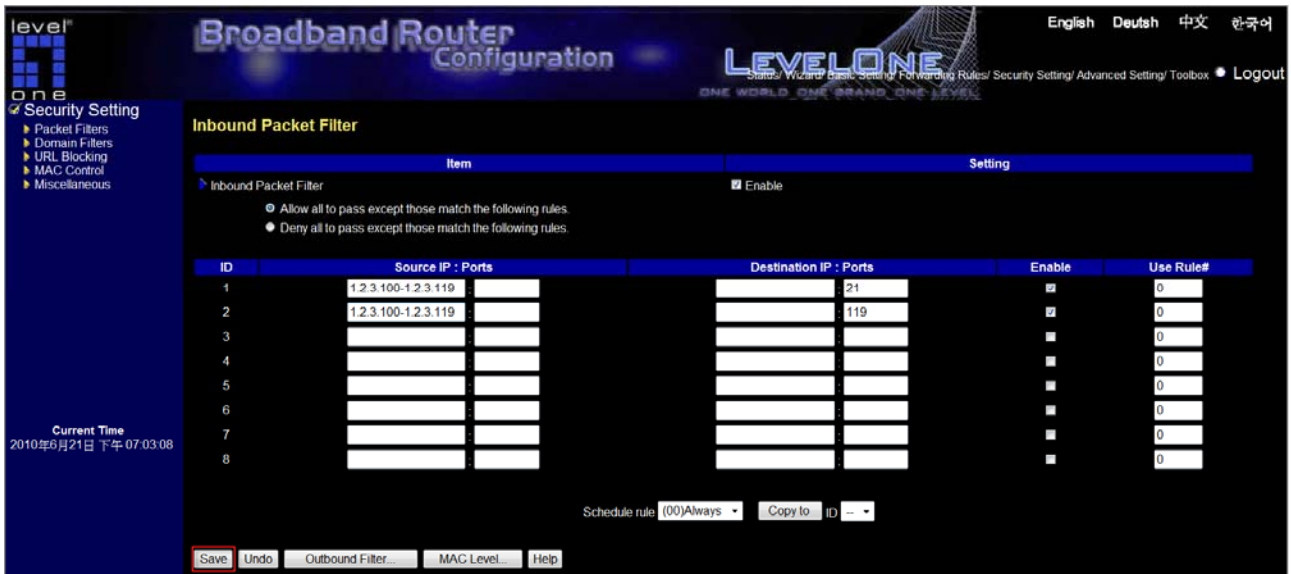 level one
Broadband Router
Configuration
LEVELONE
ONE WORLD ONE BRAND ONE LEVEL
English Deutsh 中文 한국어
Status/ Wizard/ Basic Setting/ Forwarding Rules/ Security Setting/ Advanced Setting/ Toolbox Logout
Security Setting
Packet Filters
Domain Filters
URL Blocking
MAC Control
Miscellaneous
Current Time
2010年6月21日 下午 07:03:08
Inbound Packet Filter
Item Setting
Inbound Packet Filter Enable
Allow all to pass except those match the following rules.
Deny all to pass except those match the following rules.
ID Source IP : Ports Destination IP : Ports Enable Use Rule#
1 1.2.3.100-1.2.3.119 : : 21 0
2 1.2.3.100-1.2.3.119 : : 119 0
3 : : 0
4 : : 0
5 : : 0
6 : : 0
7 : : 0
8 : : 0
Schedule rule (00)Always Copy to ID --
Save Undo Outbound Filter... MAC Level... Help